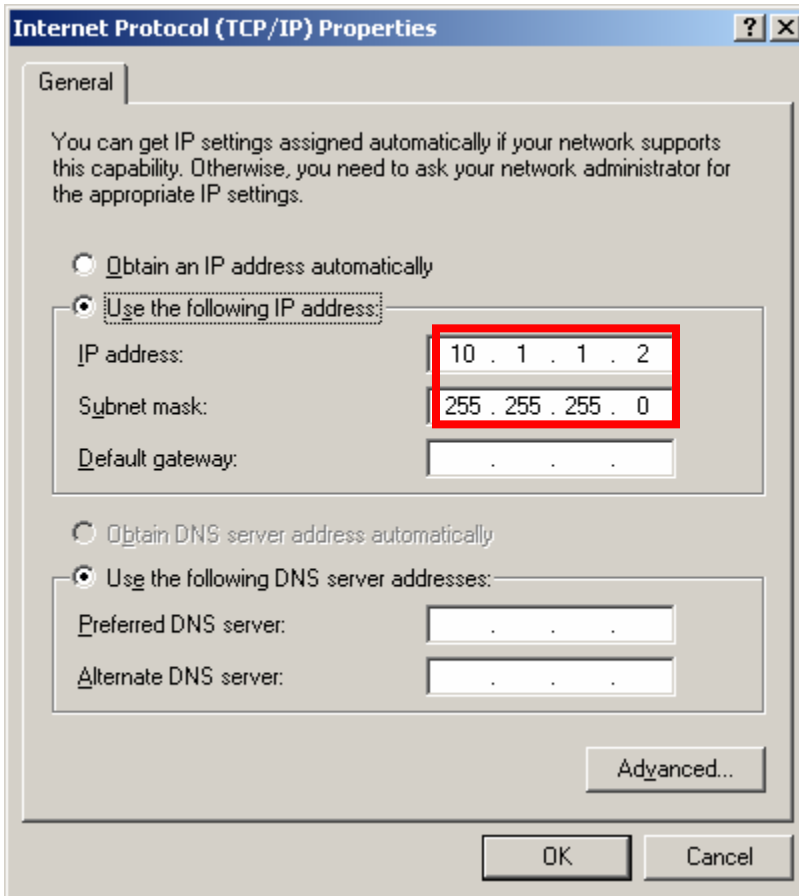 Internet Protocol (TCP/IP) Properties
General
You can get IP settings assigned automatically if your network supports
this capability. Otherwise, you need to ask your network administrator for
the appropriate IP settings.
Obtain an IP address automatically
Use the following IP address:
IP address: 10 . 1 . 1 . 2
Subnet mask: 255 . 255 . 255 . 0
Default gateway: . . .
Obtain DNS server address automatically
Use the following DNS server addresses:
Preferred DNS server: . . .
Alternate DNS server: . . .
Advanced...
OK Cancel